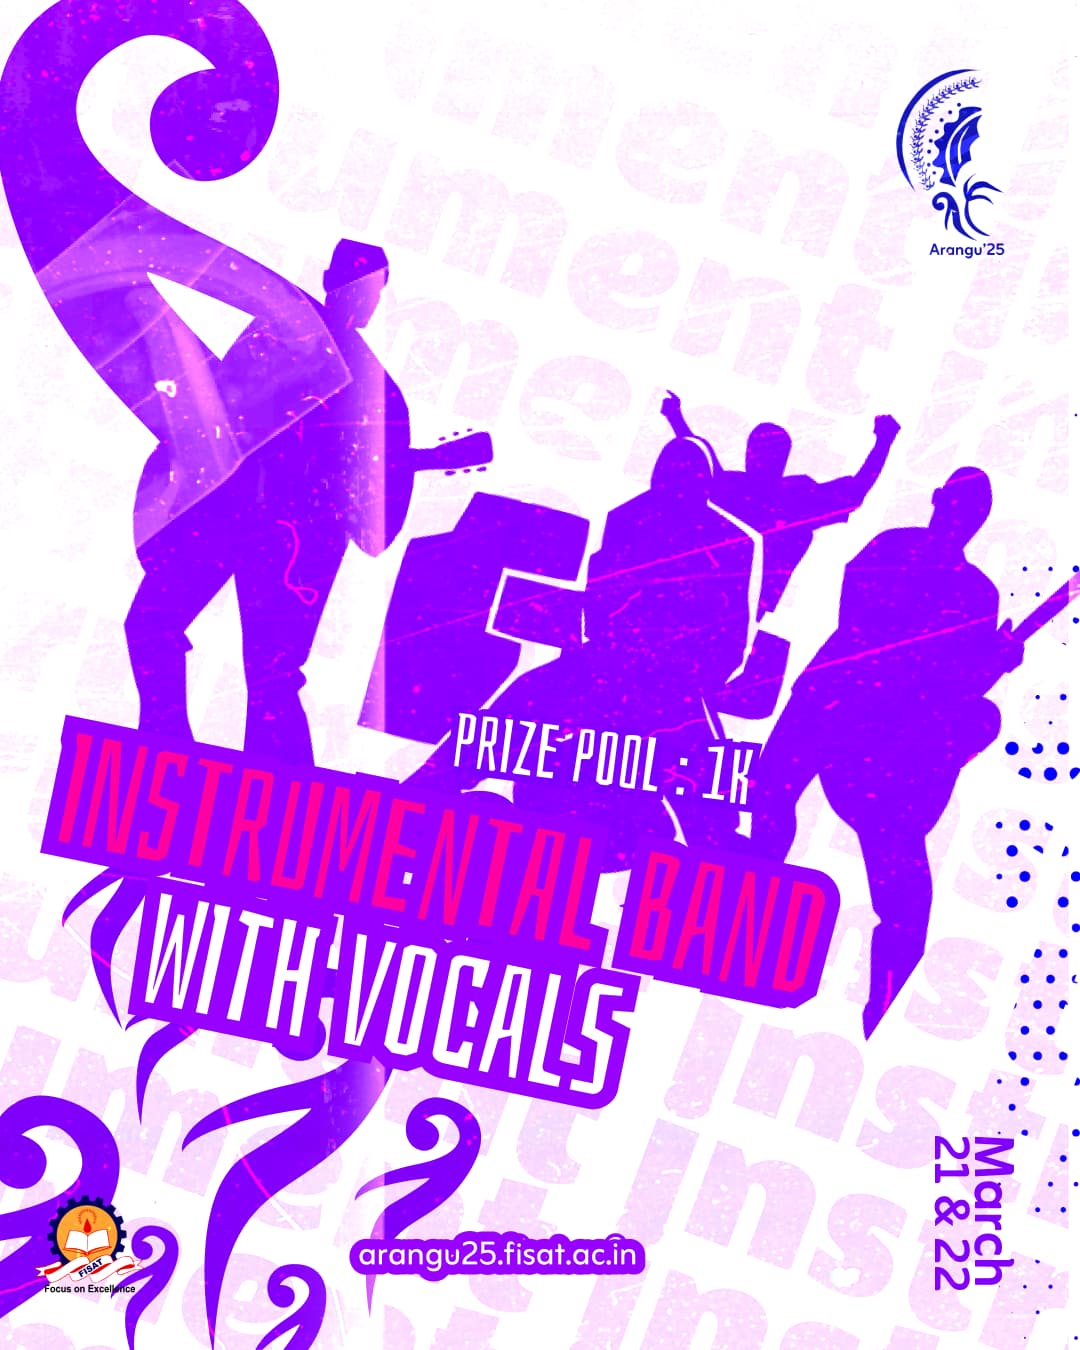 Arangu'25
PRIZE POOL : 1K
INSTRUMENTAL BAND
WITH VOCALS
March
21 & 22
arangu25.fisat.ac.in
FISAT
Focus on Excellence